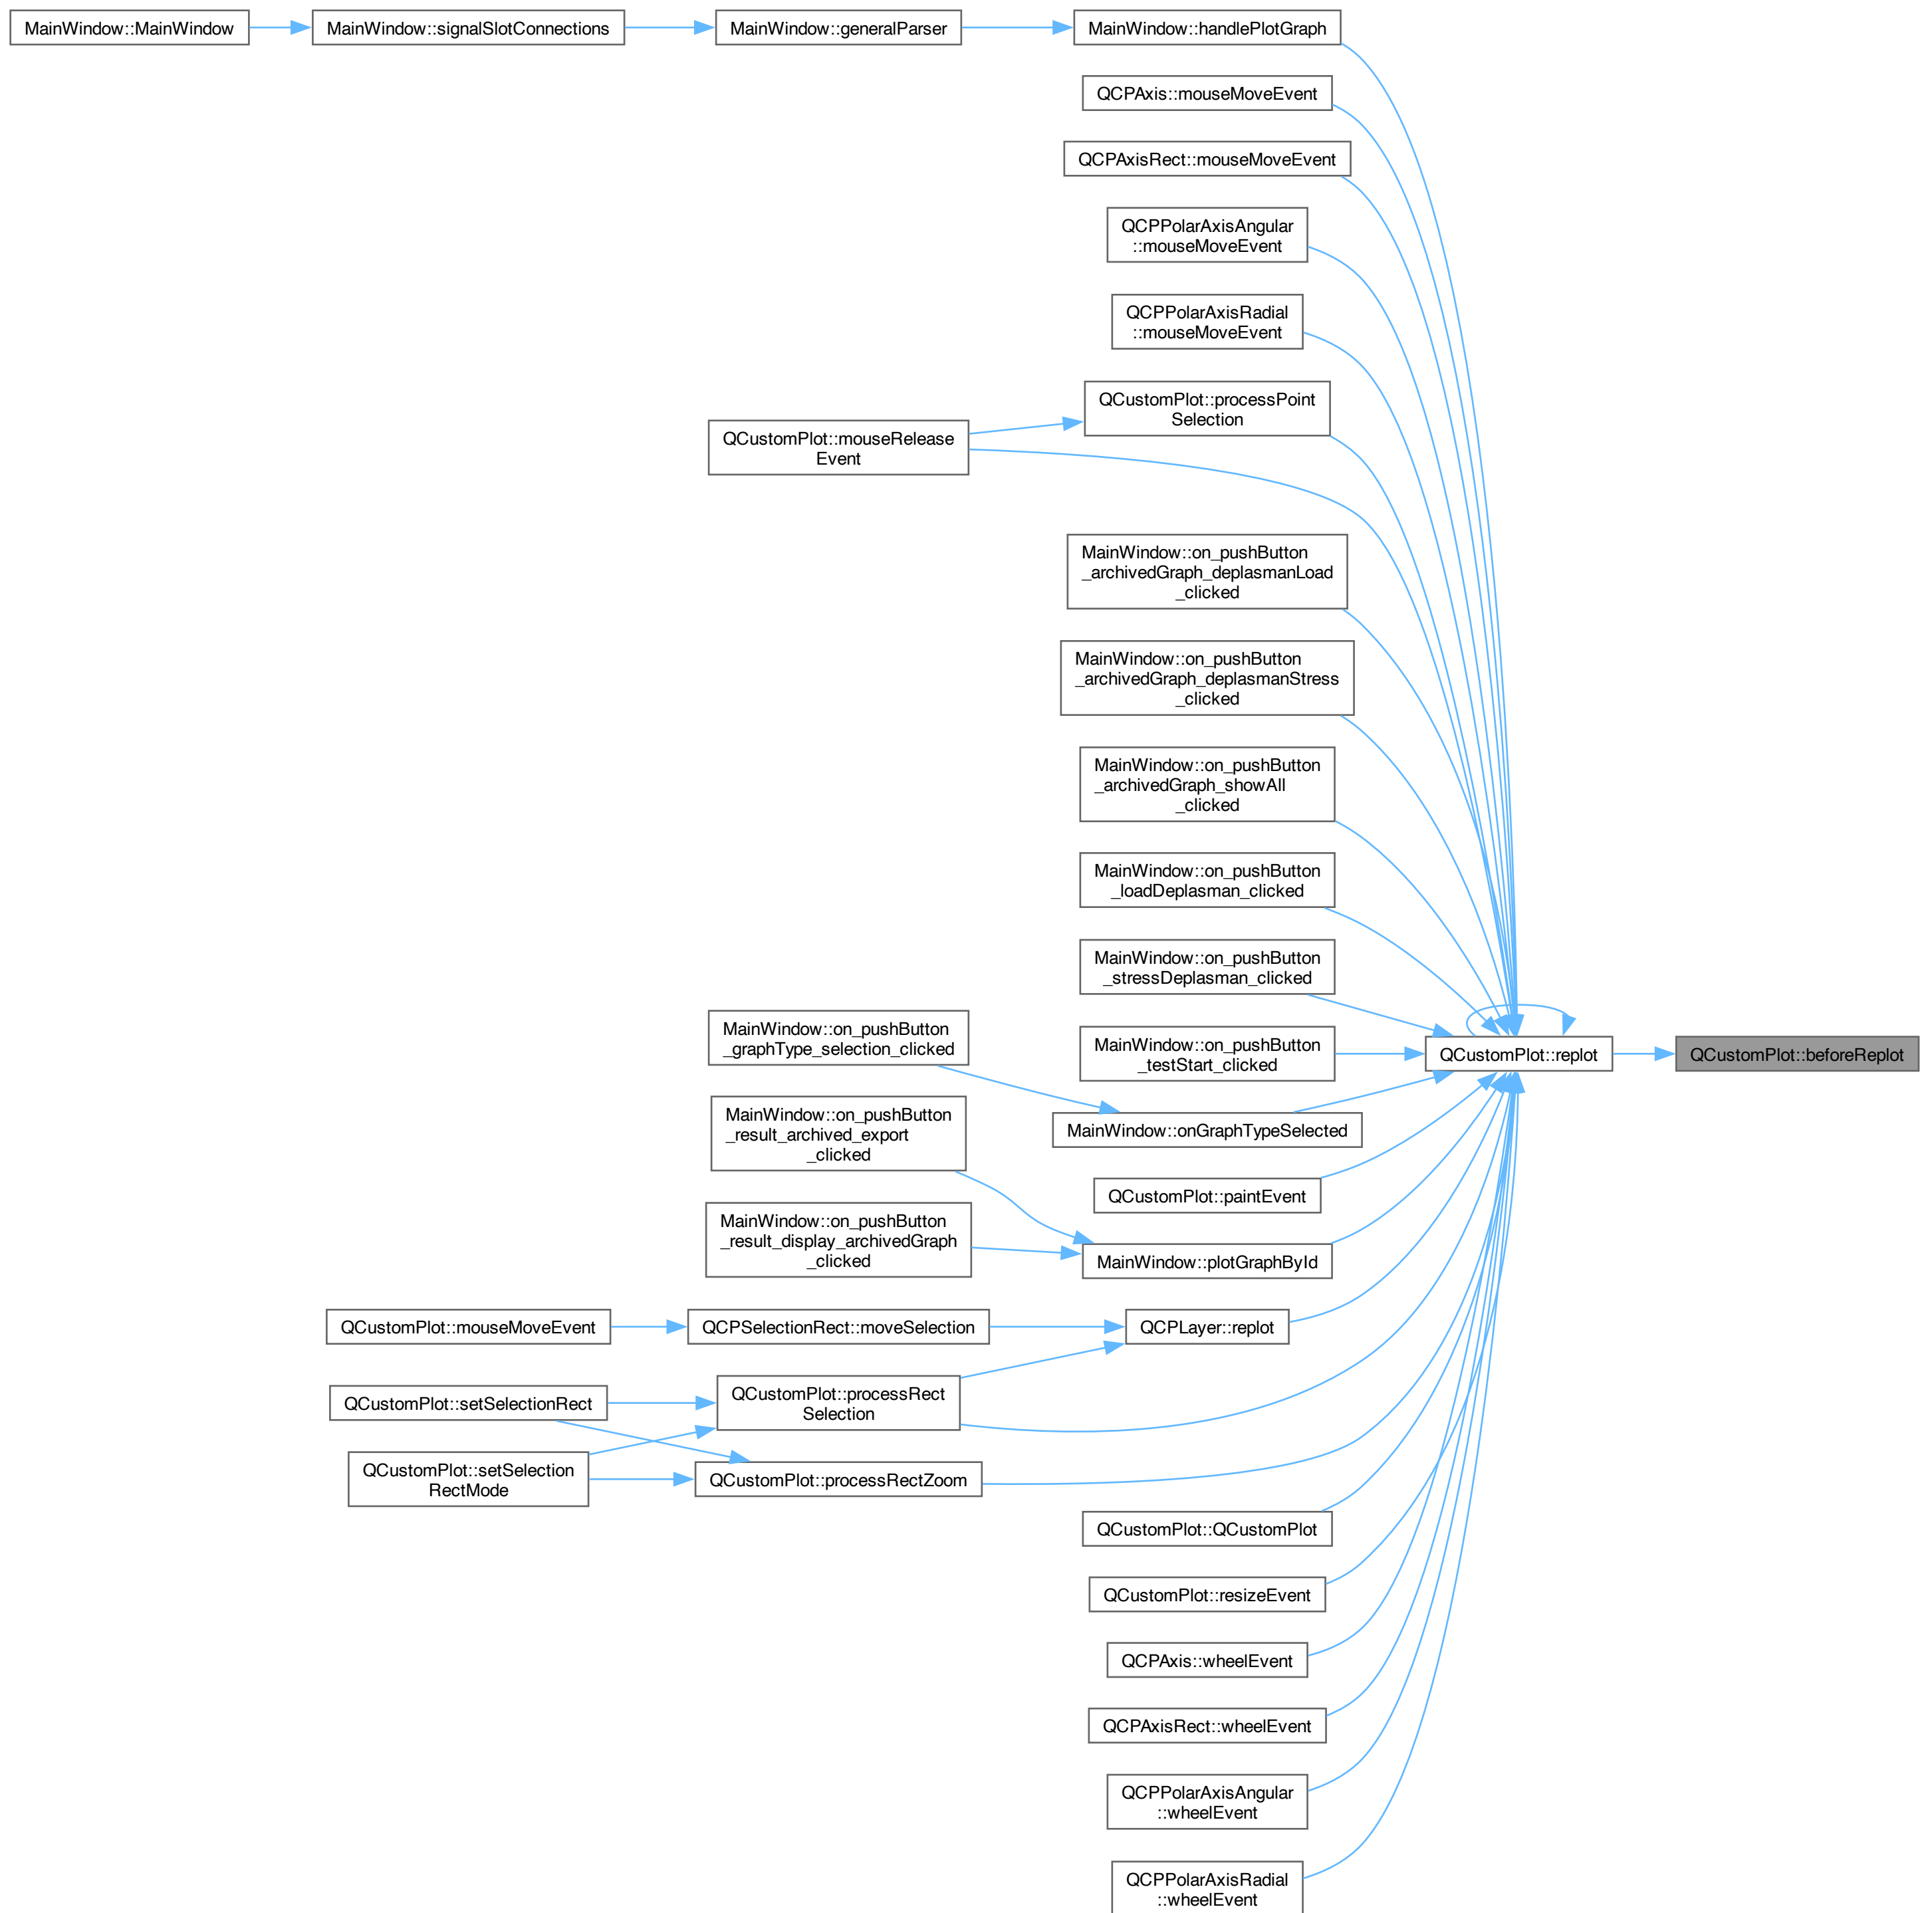 MainWindow::MainWindow
MainWindow::signalSlotConnections
MainWindow::generalParser
MainWindow::handlePlotGraph
QCPAxis::mouseMoveEvent
QCPAxisRect::mouseMoveEvent
QCPPolarAxisAngular
::mouseMoveEvent
QCPPolarAxisRadial
::mouseMoveEvent
QCustomPlot::processPoint
Selection
QCustomPlot::mouseRelease
Event
MainWindow::on_pushButton
_archivedGraph_deplasmanLoad
_clicked
MainWindow::on_pushButton
_archivedGraph_deplasmanStress
_clicked
MainWindow::on_pushButton
_archivedGraph_showAll
_clicked
MainWindow::on_pushButton
_loadDeplasman_clicked
MainWindow::on_pushButton
_stressDeplasman_clicked
MainWindow::on_pushButton
_graphType_selection_clicked
MainWindow::on_pushButton
_testStart_clicked
QCustomPlot::replot
QCustomPlot::beforeReplot
MainWindow::on_pushButton
_result_archived_export
_clicked
MainWindow::onGraphTypeSelected
QCustomPlot::paintEvent
MainWindow::on_pushButton
_result_display_archivedGraph
_clicked
MainWindow::plotGraphById
QCustomPlot::mouseMoveEvent
QCPSelectionRect::moveSelection
QCPLayer::replot
QCustomPlot::setSelectionRect
QCustomPlot::processRect
Selection
QCustomPlot::setSelection
RectMode
QCustomPlot::processRectZoom
QCustomPlot::QCustomPlot
QCustomPlot::resizeEvent
QCPAxis::wheelEvent
QCPAxisRect::wheelEvent
QCPPolarAxisAngular
::wheelEvent
QCPPolarAxisRadial
::wheelEvent